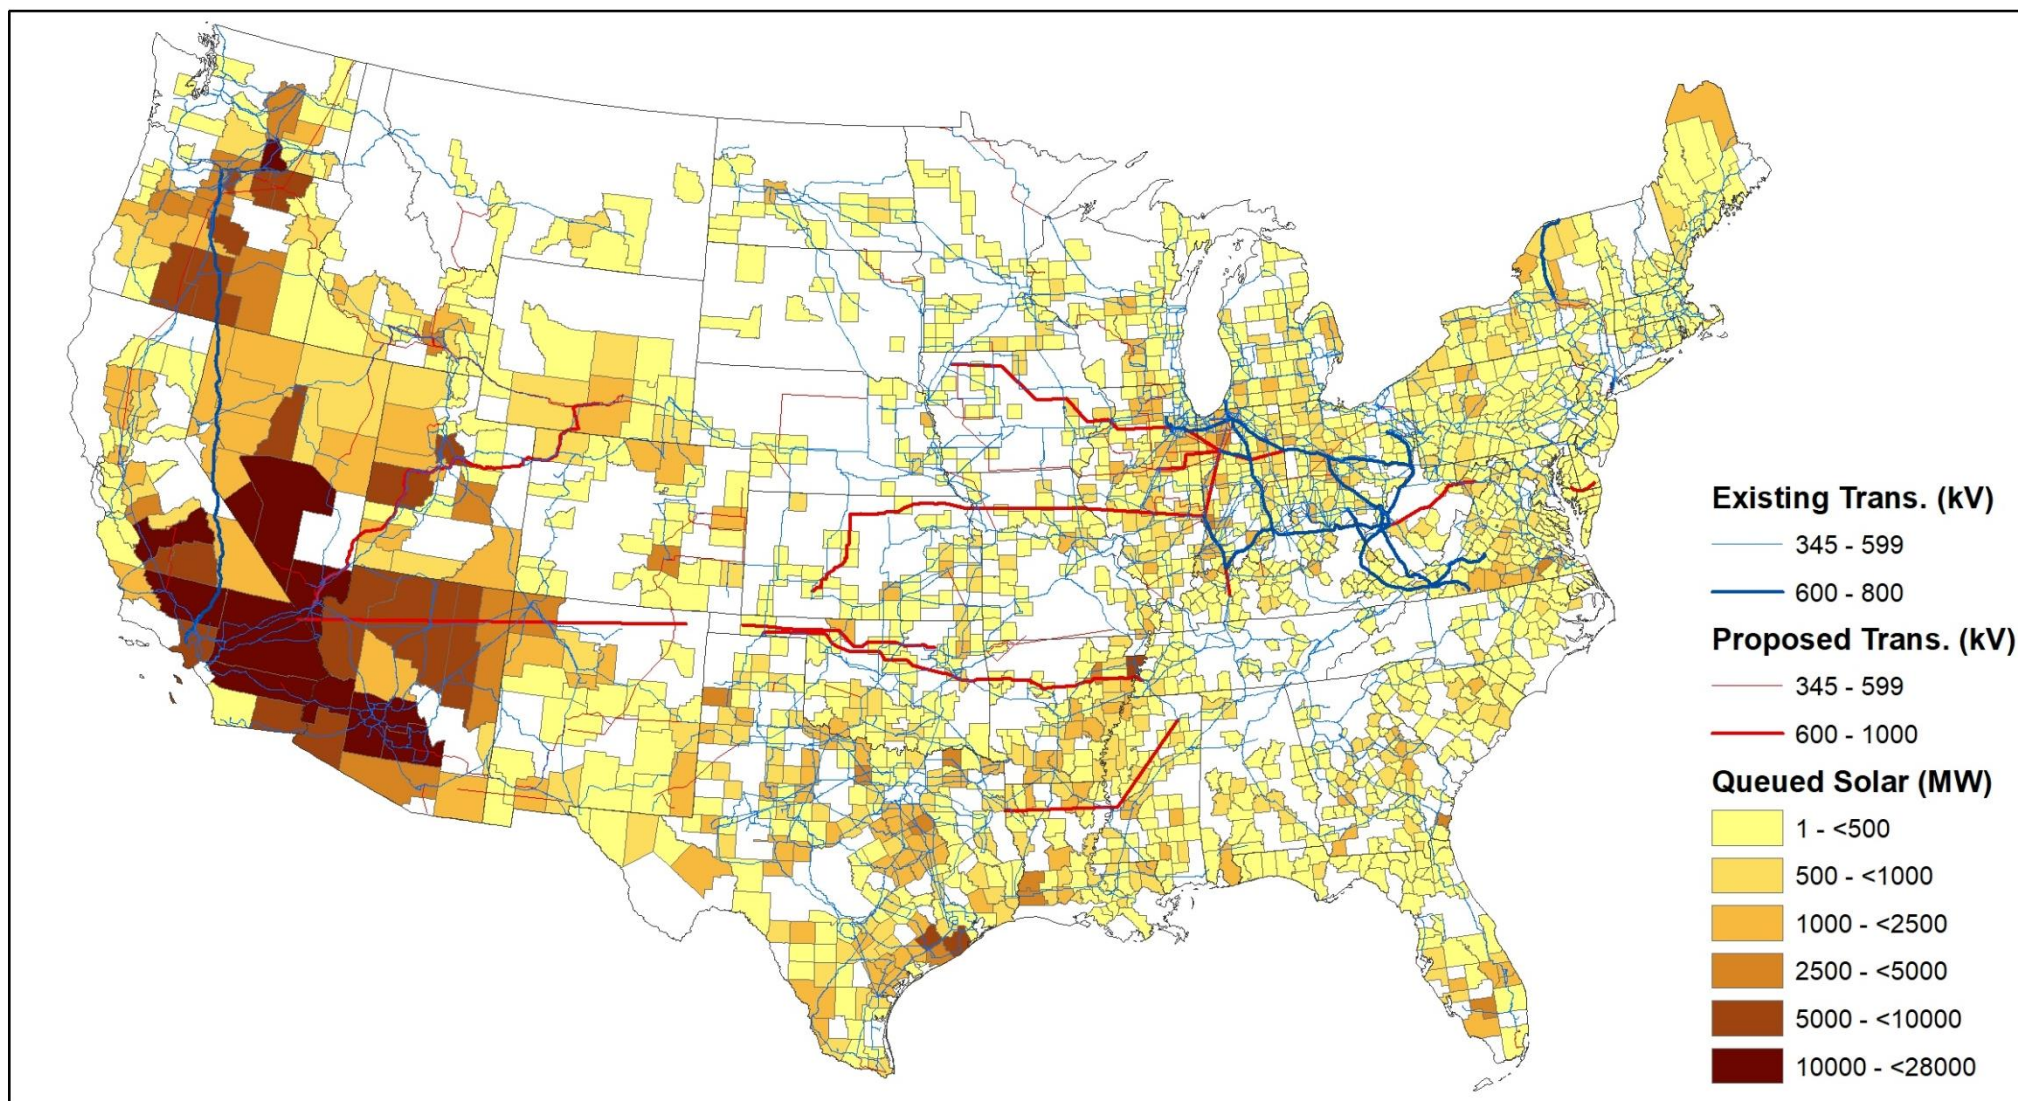 Existing Trans. (kV)
345 - 599
600 - 800
Proposed Trans. (kV)
345 - 599
600 - 1000
Queued Solar (MW)
1 - <500
500 - <1000
1000 - <2500
2500 - <5000
5000 - <10000
10000 - <28000